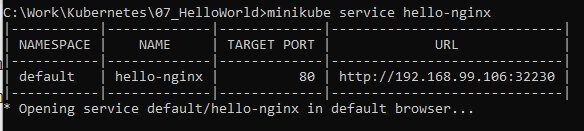 C:\Work\Kubernetes\07_HelloWorld>minikube service hello-nginx
|-----------|-------------|-------------|-----------------------------|
| NAMESPACE | NAME | TARGET PORT | URL |
|-----------|-------------|-------------|-----------------------------|
| default | hello-nginx | 80 | http://192.168.99.106:32230 |
|-----------|-------------|-------------|-----------------------------|
* Opening service default/hello-nginx in default browser...